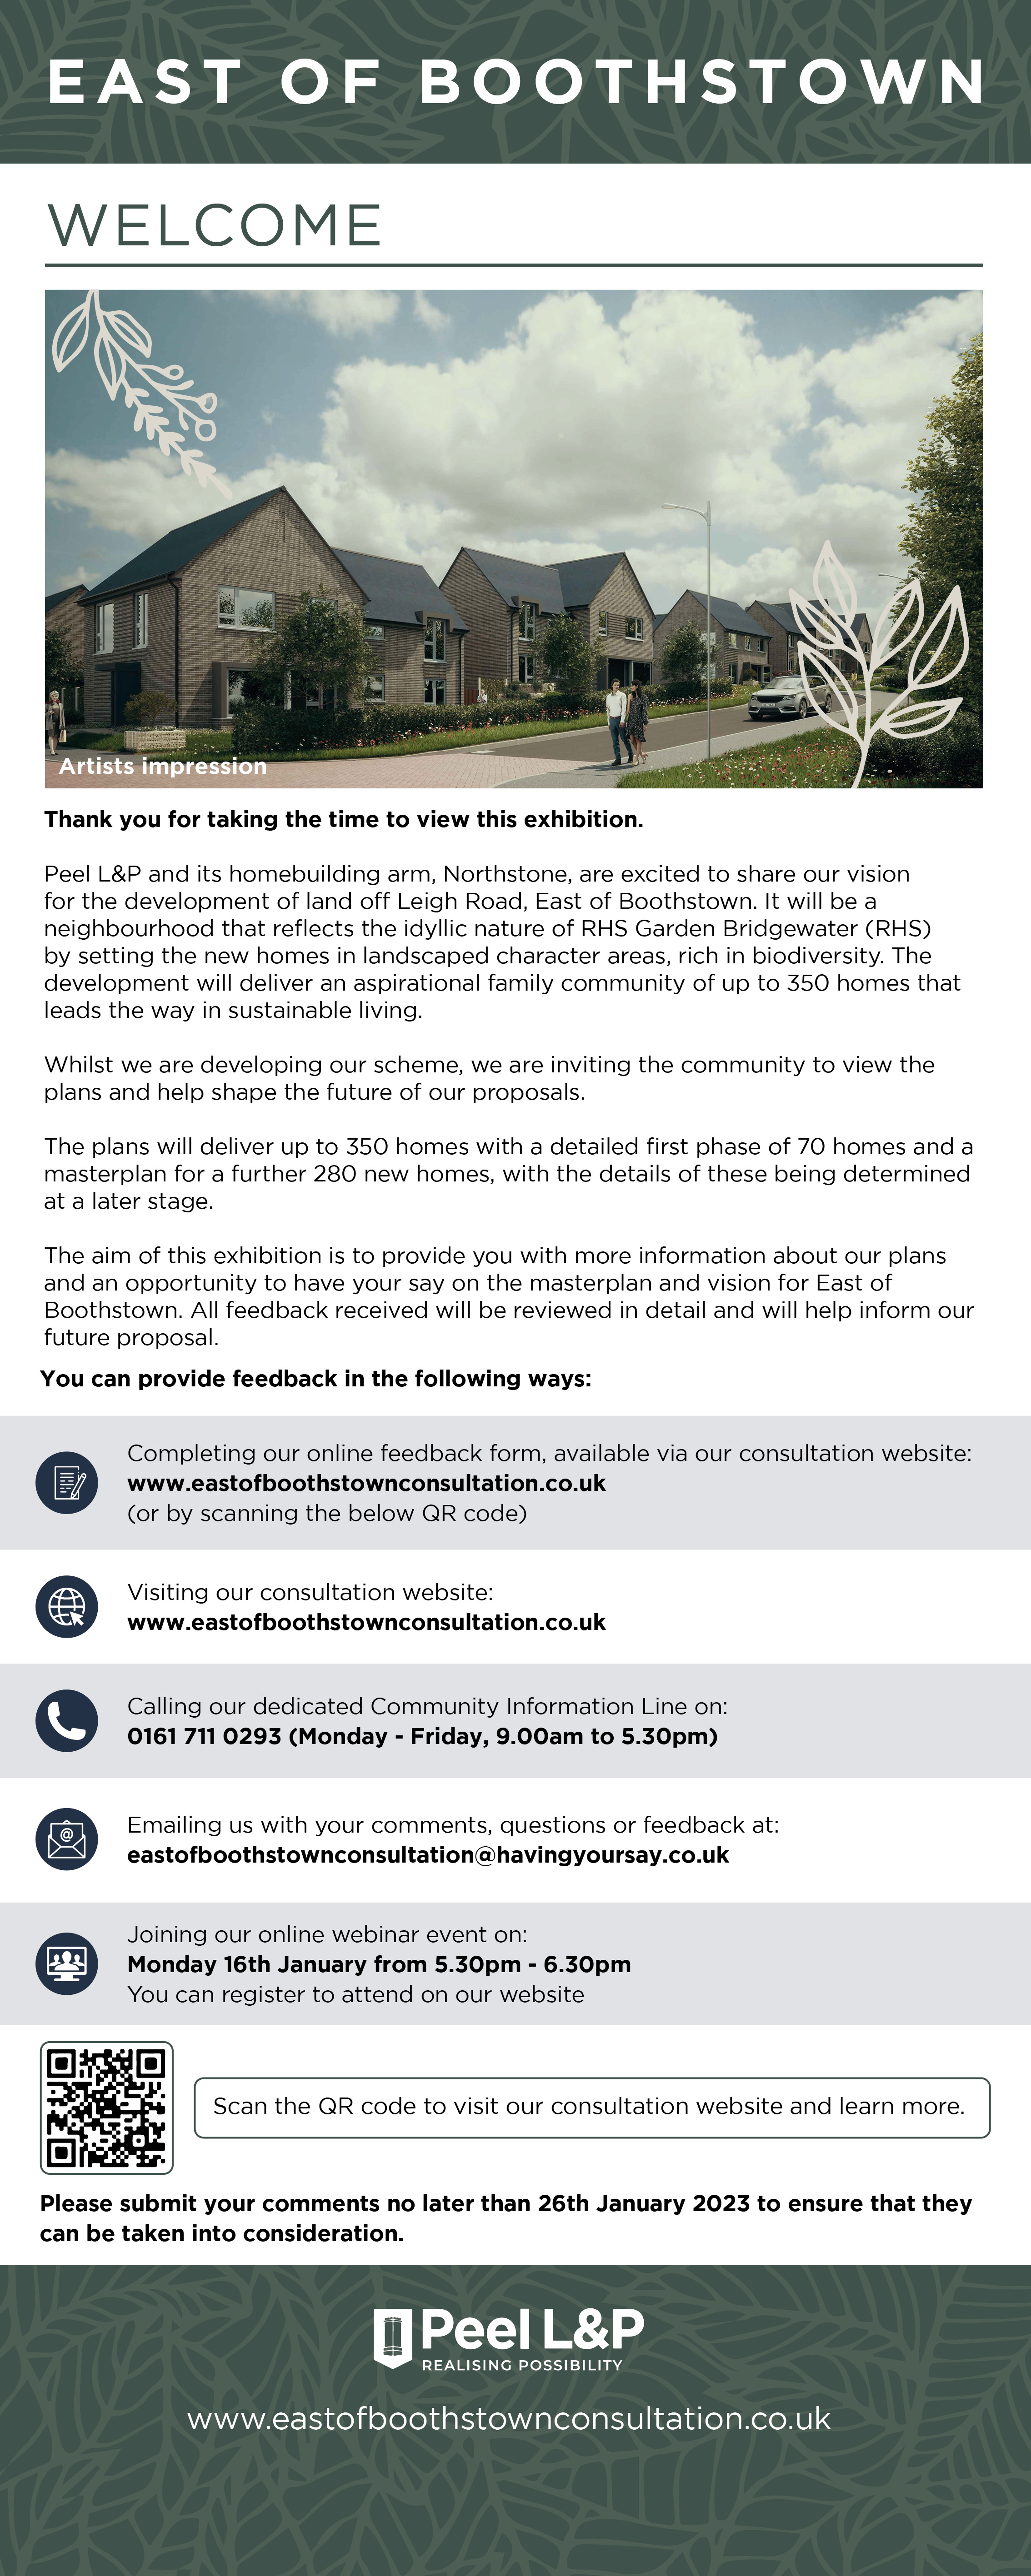 EAST OF BOOTHSTOWN
WELCOME
Artists impression
Thank you for taking the time to view this exhibition.
Peel L&P and its homebuilding arm, Northstone, are excited to share our vision
for the development of land off Leigh Road, East of Boothstown. It will be a
neighbourhood that reflects the idyllic nature of RHS Garden Bridgewater (RHS)
by setting the new homes in landscaped character areas, rich in biodiversity. The
development will deliver an aspirational family community of up to 350 homes that
leads the way in sustainable living.
Whilst we are developing our scheme, we are inviting the community to view the
plans and help shape the future of our proposals.
The plans will deliver up to 350 homes with a detailed first phase of 70 homes and a
masterplan for a further 280 new homes, with the details of these being determined
at a later stage.
The aim of this exhibition is to provide you with more information about our plans
and an opportunity to have your say on the masterplan and vision for East of
Boothstown. All feedback received will be reviewed in detail and will help inform our
future proposal.
You can provide feedback in the following ways:
Completing our online feedback form, available via our consultation website:
www.eastofboothstownconsultation.co.uk
(or by scanning the below QR code)
Visiting our consultation website:
www.eastofboothstownconsultation.co.uk
Calling our dedicated Community Information Line on:
0161 711 0293 (Monday - Friday, 9.00am to 5.30pm)
Emailing us with your comments, questions or feedback at:
eastofboothstownconsultation@havingyoursay.co.uk
Joining our online webinar event on:
Monday 16th January from 5.30pm - 6.30pm
You can register to attend on our website
Scan the QR code to visit our consultation website and learn more.
Please submit your comments no later than 26th January 2023 to ensure that they
can be taken into consideration.
Peel L&P
REALISING POSSIBILITY
www.eastofboothstownconsultation.co.uk